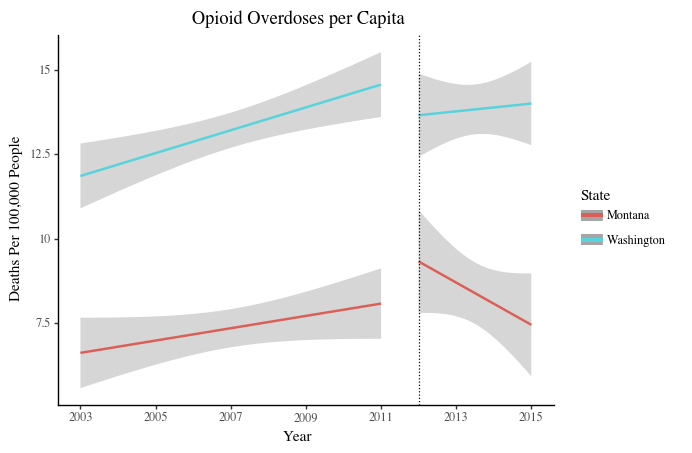 Opioid Overdoses per Capita
Deaths Per 100,000 People
15
12.5
10
7.5
2003
2005
2007
2009
2011
2013
2015
Year
State
Montana
Washington